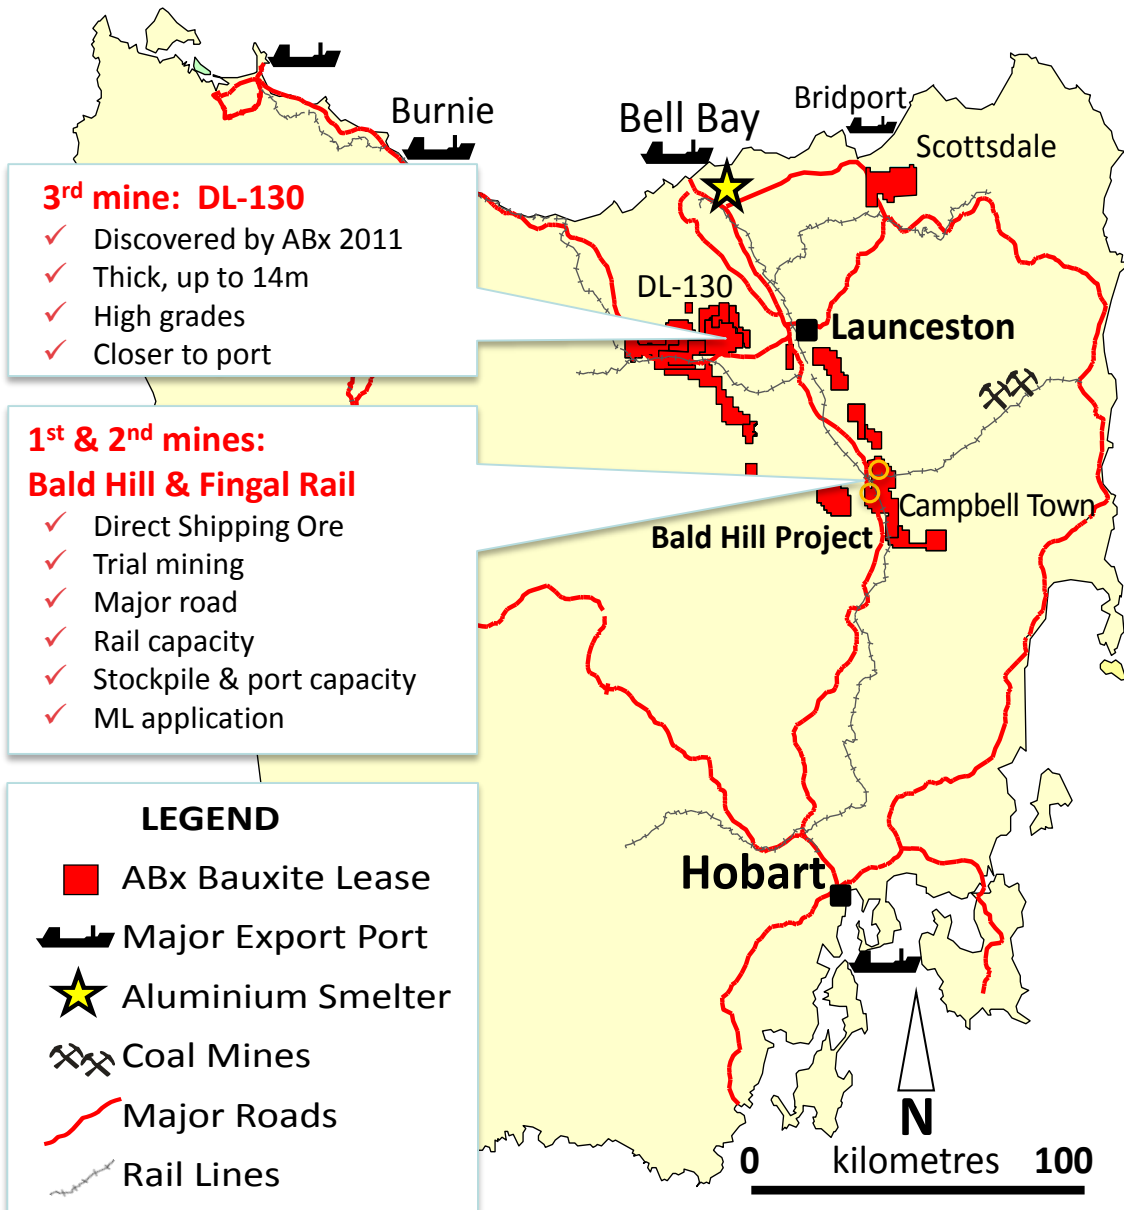 Burnie
Bell Bay
Bridport
Scottsdale
3rd mine: DL-130
✓ Discovered by ABx 2011
✓ Thick, up to 14m
✓ High grades
✓ Closer to port
DL-130
Launceston
1st & 2nd mines:
Bald Hill & Fingal Rail
✓ Direct Shipping Ore
✓ Trial mining
✓ Major road
✓ Rail capacity
✓ Stockpile & port capacity
✓ ML application
Campbell Town
Bald Hill Project
Hobart
LEGEND
ABx Bauxite Lease
Major Export Port
Aluminium Smelter
Coal Mines
Major Roads
Rail Lines
N
0 kilometres 100